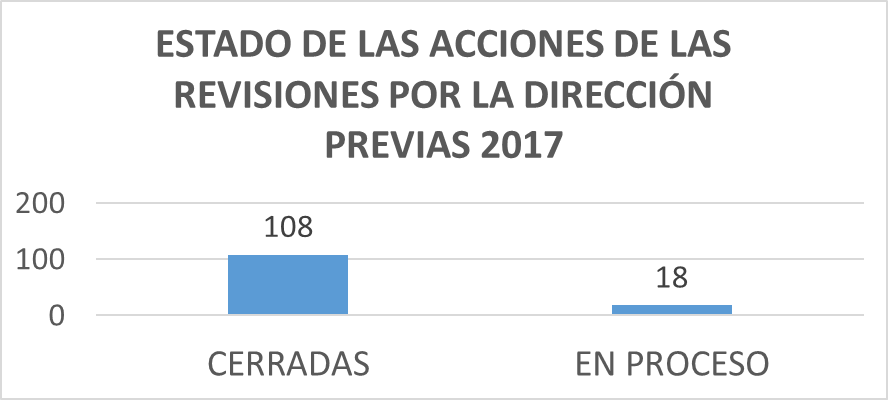 ESTADO DE LAS ACCIONES DE LAS
REVISIONES POR LA DIRECCIÓN
PREVIAS 2017
200
100
0
108
18
CERRADAS
EN PROCESO